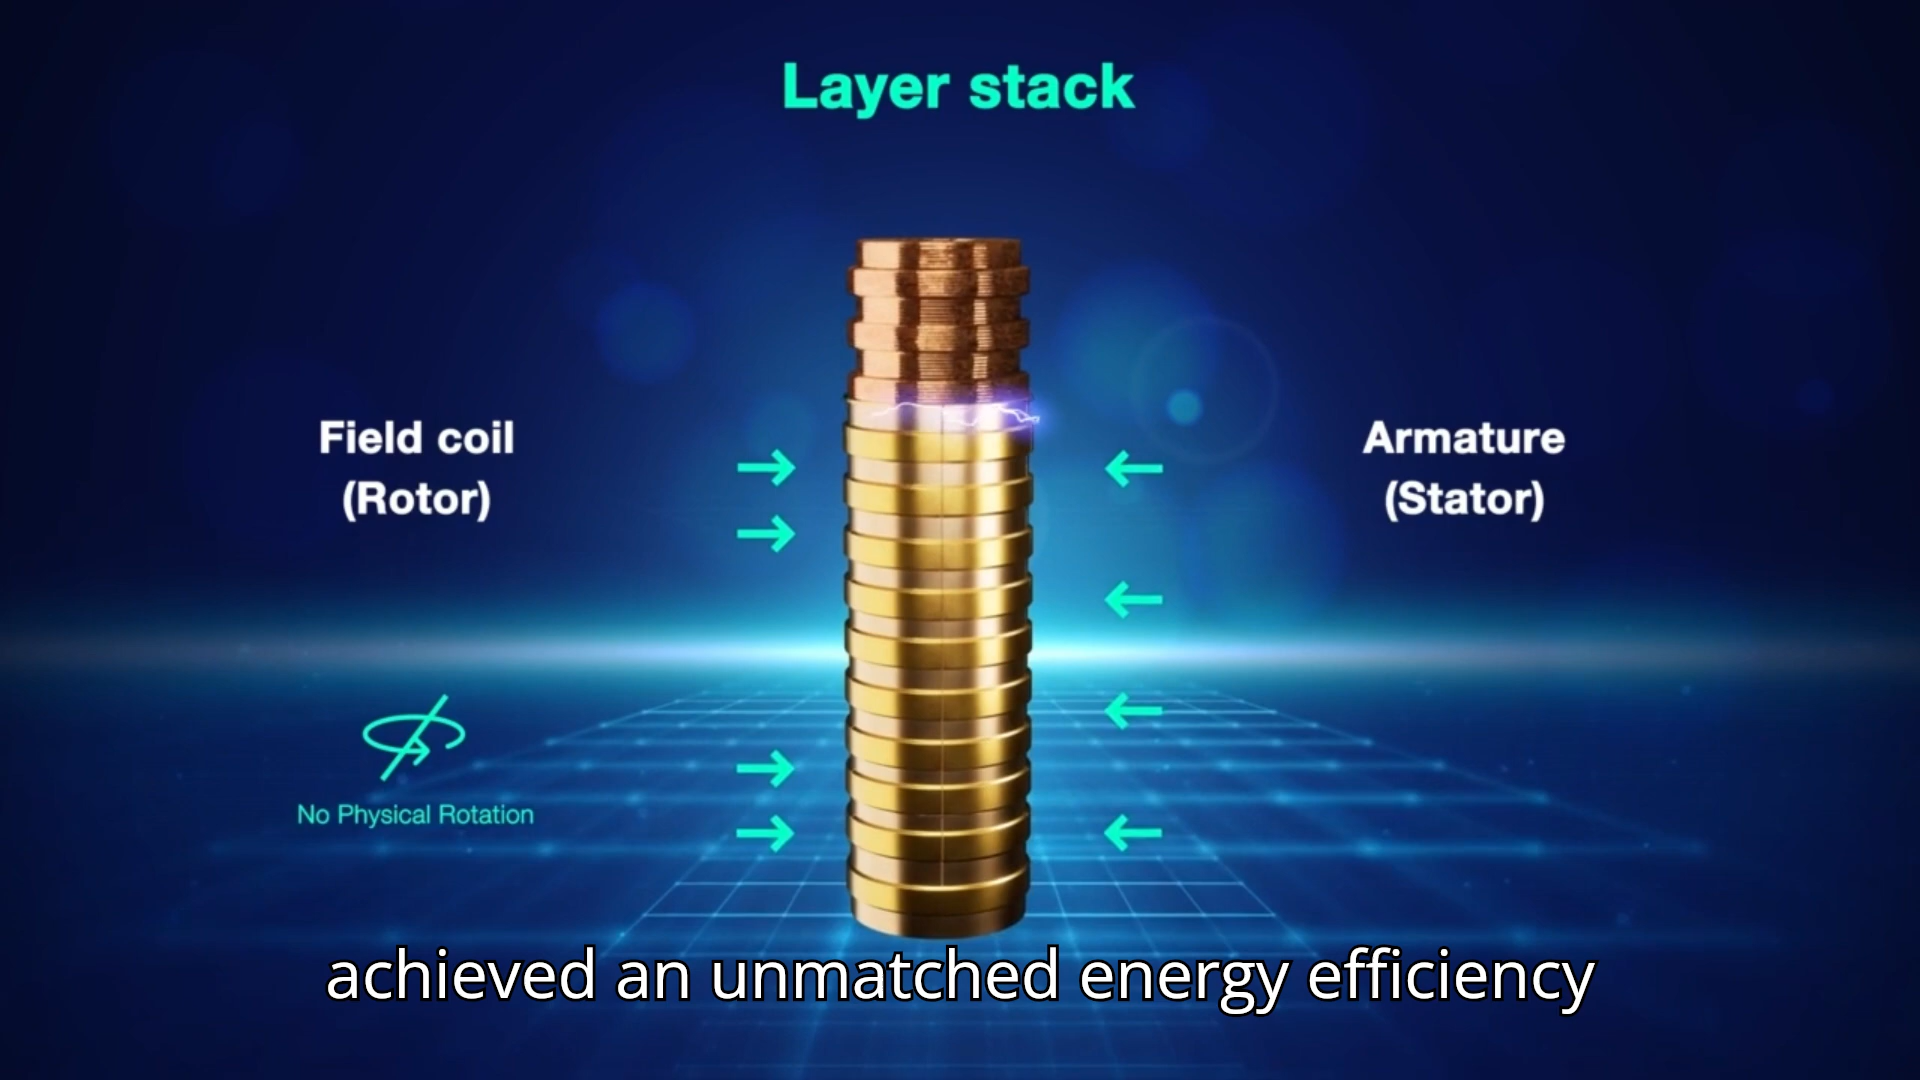 Layer stack
Field coil
(Rotor)
Armature
(Stator)
No Physical Rotation
achieved an unmatched energy efficiency